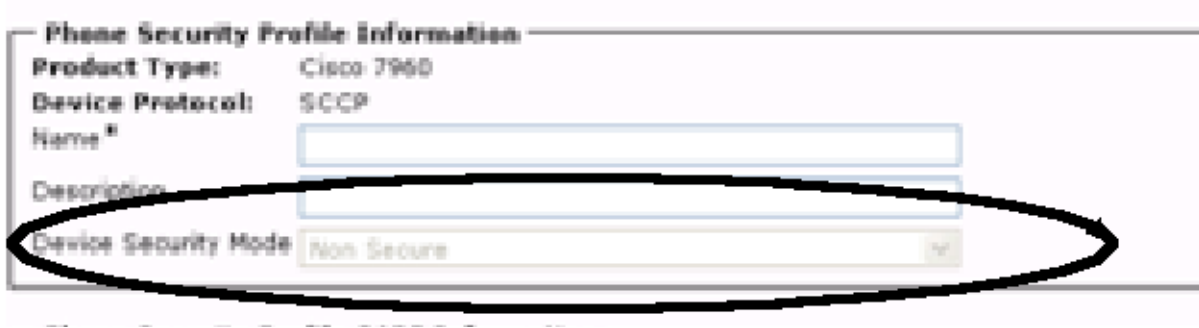 Phone Security Profile Information
Product Type: Cisco 7960
Device Protocol: SCCP
Name*
Description
Device Security Mode Non Secure